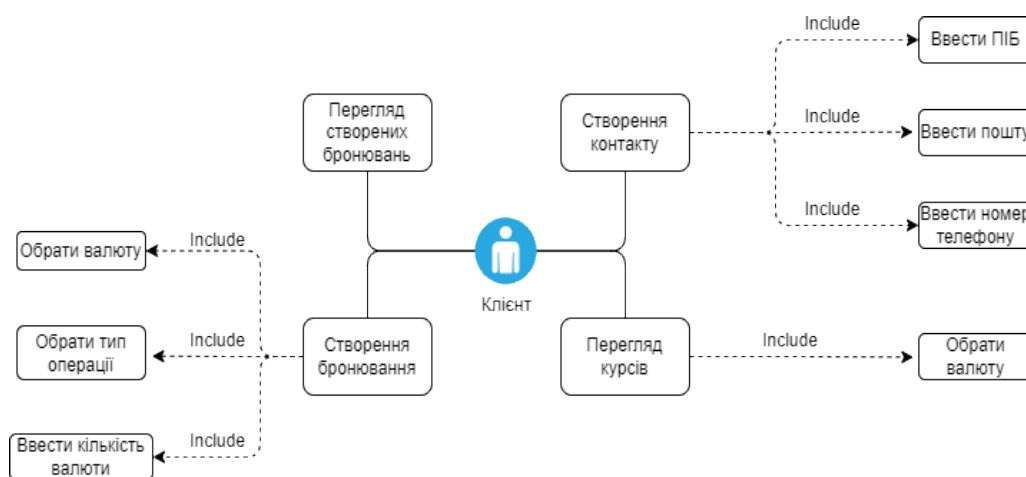 Include
Ввести ПІБ
Перегляд
створених
бронювань
Створення
контакту
Include
Ввести пошту
Include
Ввести номер
телефону
Обрати валюту
Include
Клієнт
Обрати тип
операції
Include
Створення
бронювання
Перегляд
курсів
Include
Обрати
валюту
Ввести кількість
валюти
Include